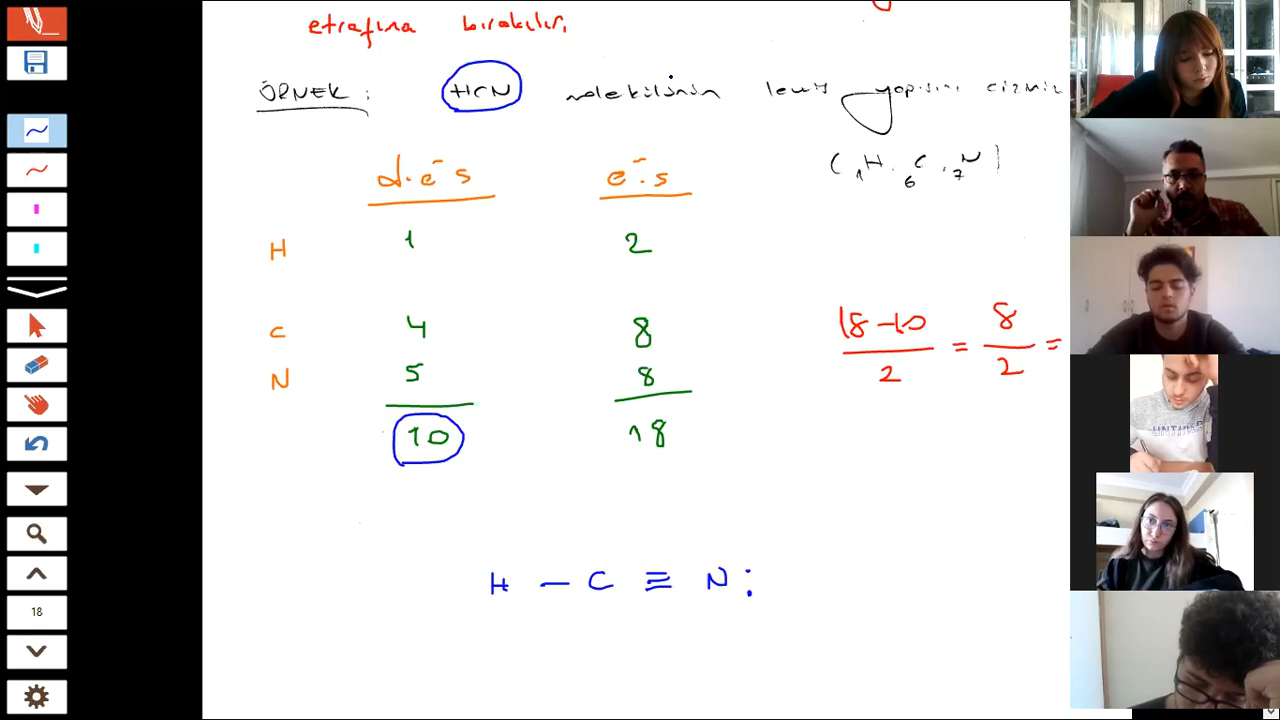 etrafına bırakılır.
ÖRNEK : HCN molekülünün lewis yapısını çiziniz
(₁H, ₆C, ₇N)
d.e⁻s e⁻.s
H 1 2
C 4 8
18-10/2 = 8/2 =
N 5 8
10 18
H — C ≡ N:
18
UNTITLED